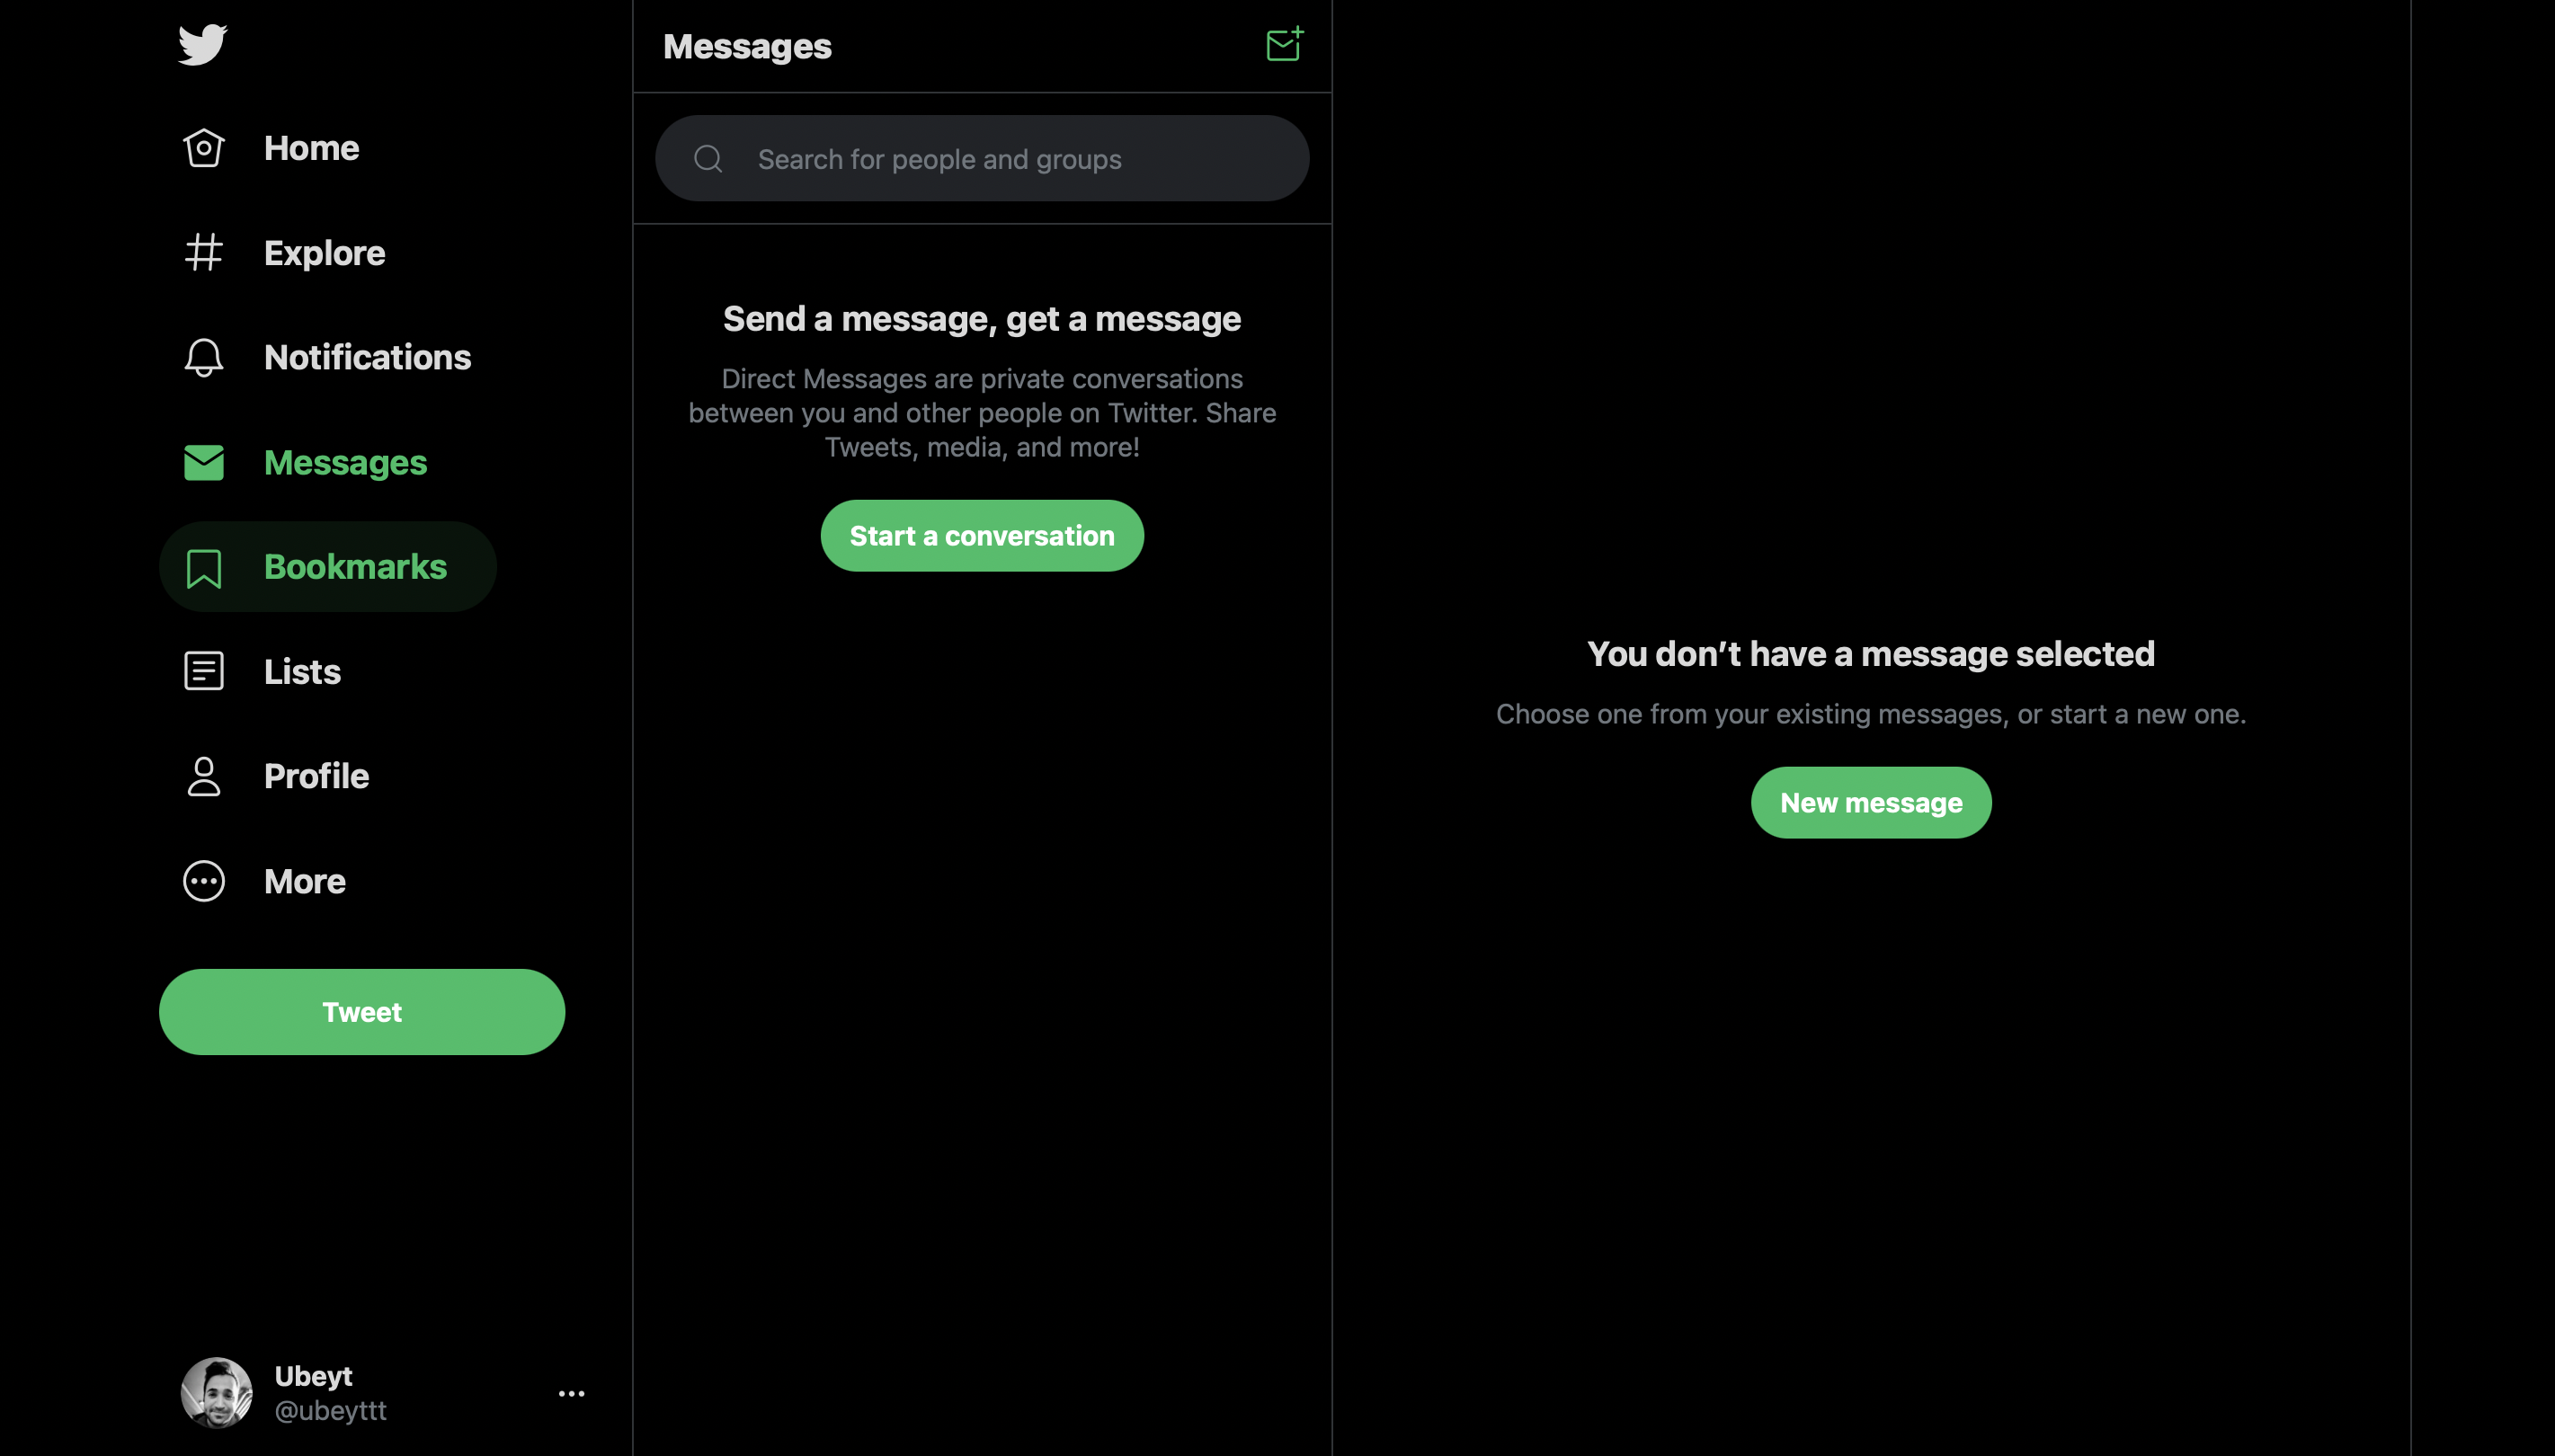 Home
Explore
Notifications
Messages
Bookmarks
Lists
Profile
More
Tweet
Ubeyt
@ubeyttt
Messages
Search for people and groups
Send a message, get a message
Direct Messages are private conversations
between you and other people on Twitter. Share
Tweets, media, and more!
Start a conversation
You don’t have a message selected
Choose one from your existing messages, or start a new one.
New message